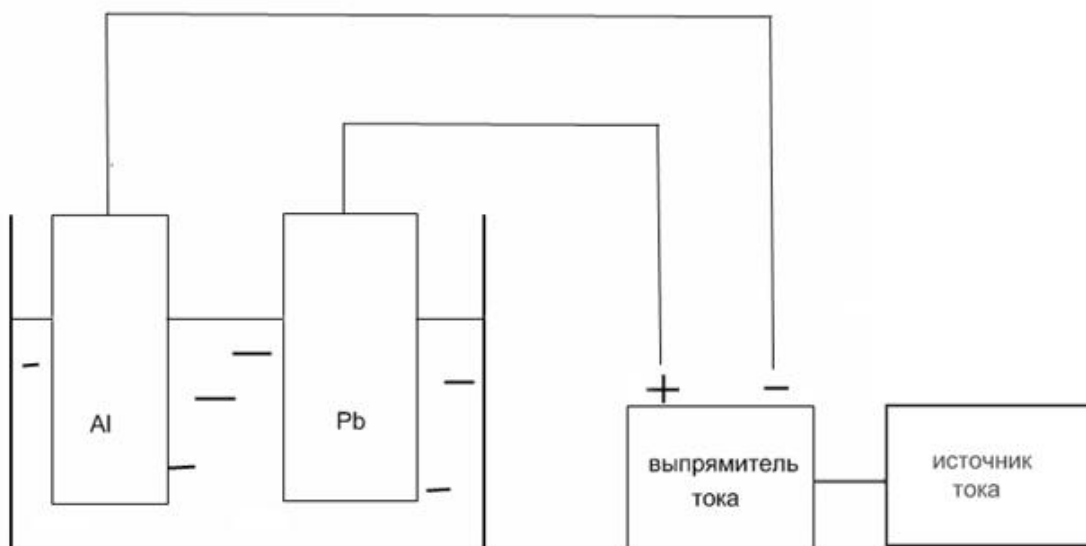 + −
Al
Pb
выпрямитель
тока
источник
тока